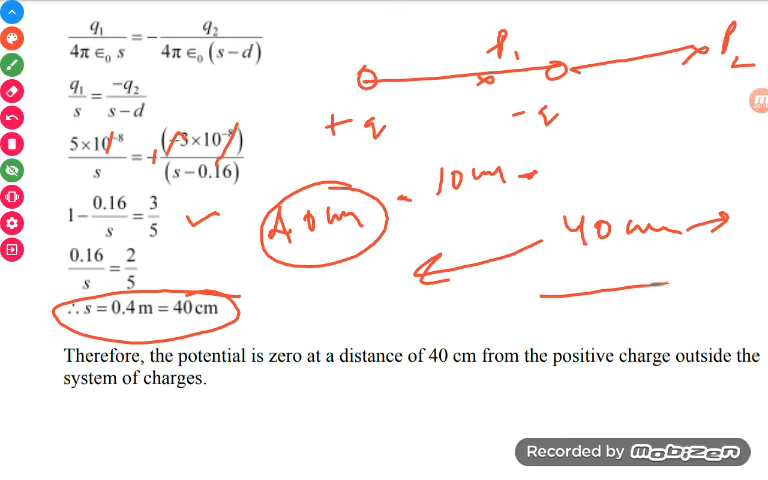 q₁/4π ∈₀ s = − q₂/4π ∈₀ (s−d)
P₁
P₂
q₁/s = −q₂/s−d
+q
−q
5×10⁻⁸/s = + (−3×10⁻⁸)/(s−0.16)
10 cm
1− 0.16/s = 3/5
40 cm
40 cm
0.16/s = 2/5
∴ s = 0.4 m = 40 cm
Therefore, the potential is zero at a distance of 40 cm from the positive charge outside the
system of charges.
Recorded by mobizen